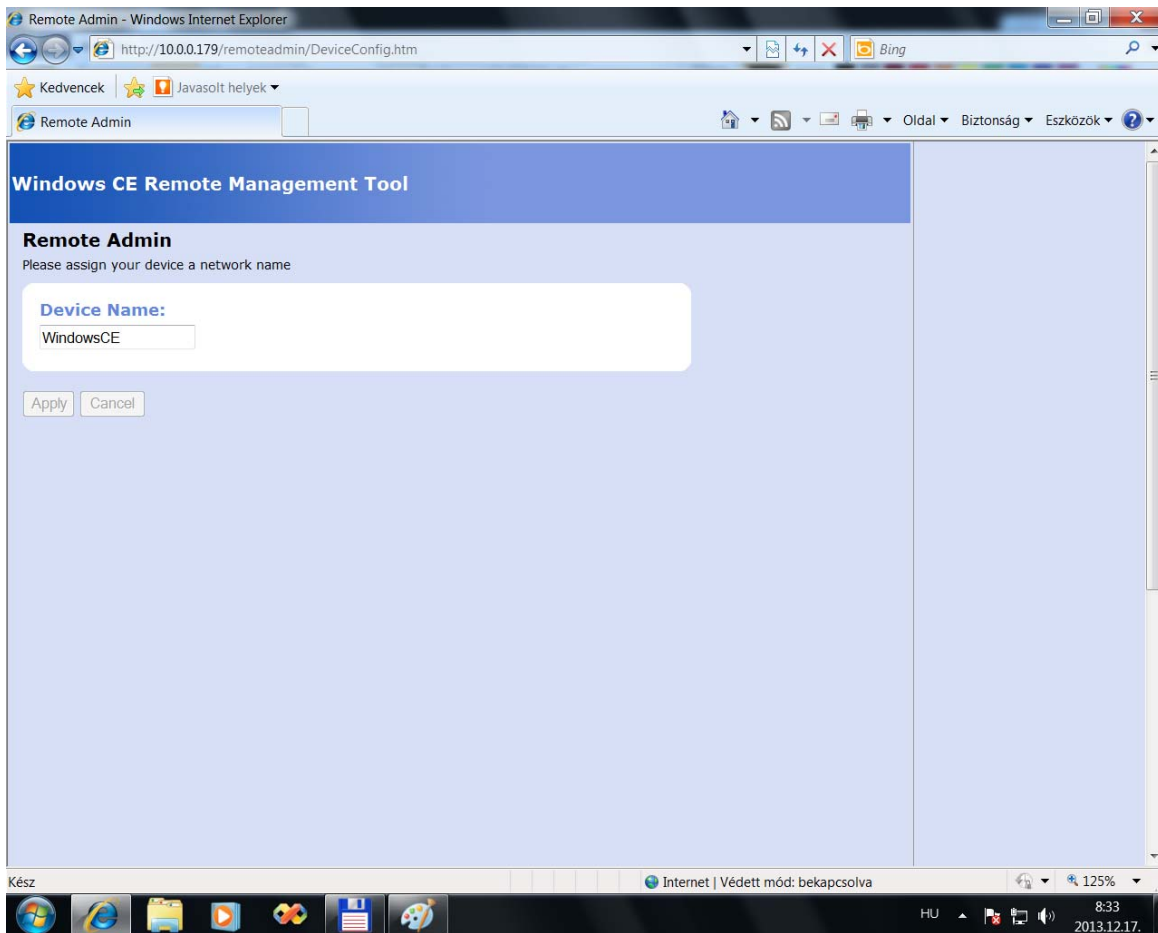 Remote Admin - Windows Internet Explorer
http://10.0.0.179/remoteadmin/DeviceConfig.htm
Bing
Kedvencek
Javasolt helyek
Remote Admin
Oldal
Biztonság
Eszközök
Windows CE Remote Management Tool
Remote Admin
Please assign your device a network name
Device Name:
WindowsCE
Apply
Cancel
Kész
Internet | Védett mód: bekapcsolva
125%
HU
8:33
2013.12.17.